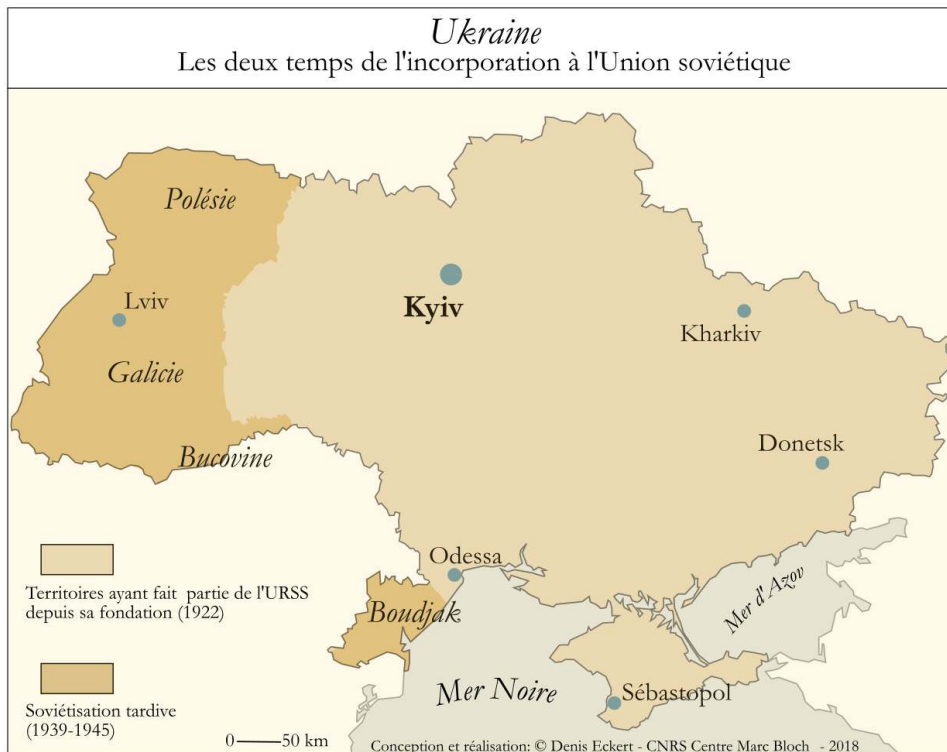 Ukraine
Les deux temps de l'incorporation à l'Union soviétique
Polésie
Lviv
Kyiv
Kharkiv
Galicie
Bucovine
Donetsk
Odessa
Boudjak
Mer d'Azov
Mer Noire
Sébastopol
Territoires ayant fait partie de l'URSS
depuis sa fondation (1922)
Soviétisation tardive
(1939-1945)
0 50 km
Conception et réalisation: © Denis Eckert - CNRS Centre Marc Bloch - 2018